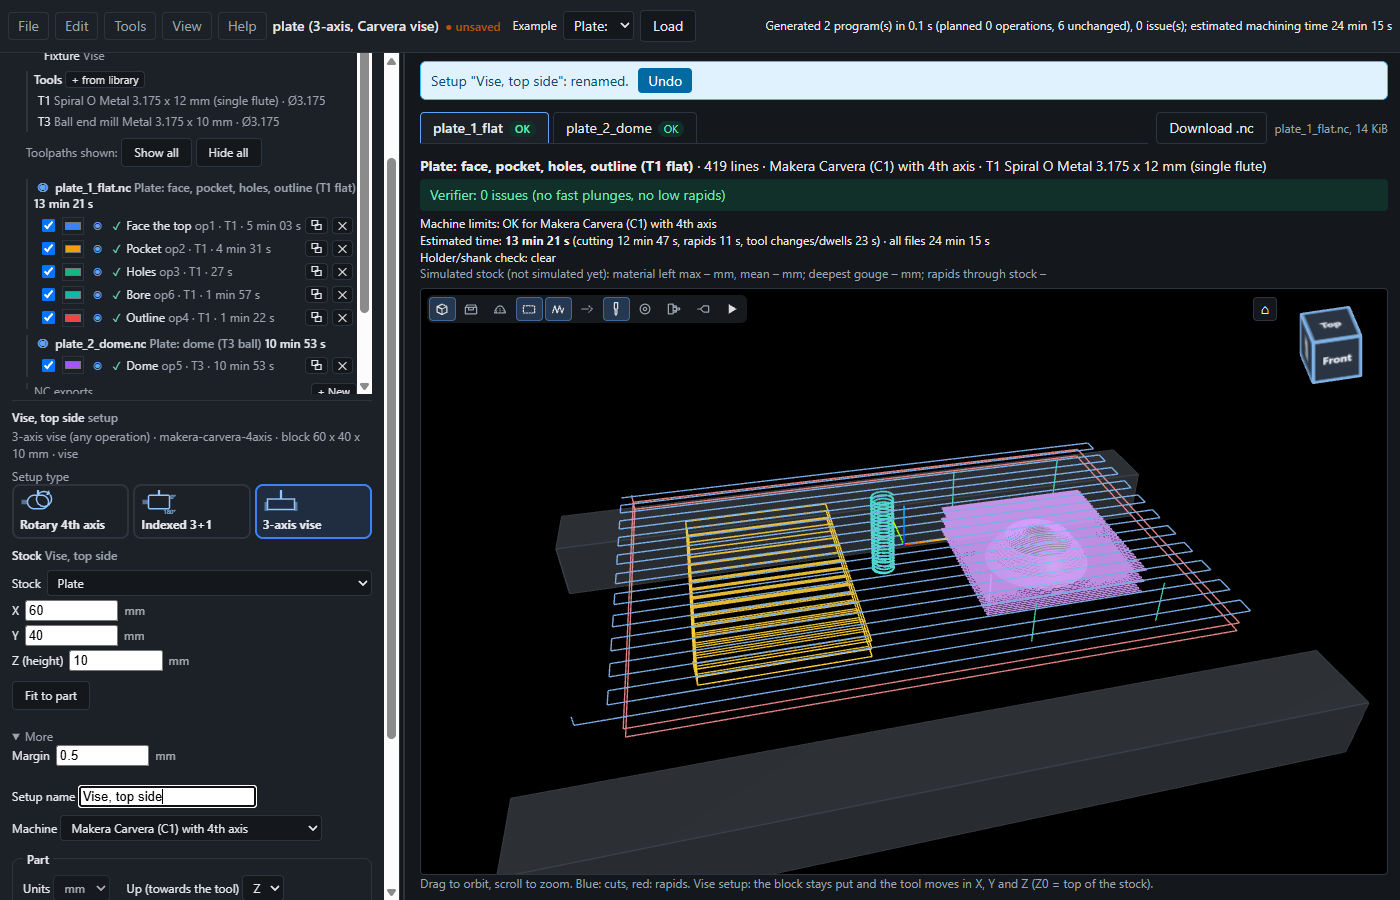 File Edit Tools View Help plate (3-axis, Carvera vise) • unsaved Example Plate: Load Generated 2 program(s) in 0.1 s (planned 0 operations, 6 unchanged), 0 issue(s); estimated machining time 24 min 15 s
Fixture Vise
Tools + from library
T1 Spiral O Metal 3.175 x 12 mm (single flute) · Ø3.175
T3 Ball end mill Metal 3.175 x 10 mm · Ø3.175
Toolpaths shown: Show all Hide all
plate_1_flat.nc Plate: face, pocket, holes, outline (T1 flat)
13 min 21 s
✓ Face the top op1 · T1 · 5 min 03 s
✓ Pocket op2 · T1 · 4 min 31 s
✓ Holes op3 · T1 · 27 s
✓ Bore op6 · T1 · 1 min 57 s
✓ Outline op4 · T1 · 1 min 22 s
plate_2_dome.nc Plate: dome (T3 ball) 10 min 53 s
✓ Dome op5 · T3 · 10 min 53 s
NC exports + New
Vise, top side setup
3-axis vise (any operation) · makera-carvera-4axis · block 60 x 40 x
10 mm · vise
Setup type
180°
Rotary 4th axis Indexed 3+1 3-axis vise
Stock Vise, top side
Stock Plate
X 60 mm
Y 40 mm
Z (height) 10 mm
Fit to part
▼ More
Margin 0.5 mm
Setup name Vise, top side
Machine Makera Carvera (C1) with 4th axis
Part
Units mm Up (towards the tool) Z
Setup "Vise, top side": renamed. Undo
plate_1_flat OK plate_2_dome OK Download .nc plate_1_flat.nc, 14 KiB
Plate: face, pocket, holes, outline (T1 flat) · 419 lines · Makera Carvera (C1) with 4th axis · T1 Spiral O Metal 3.175 x 12 mm (single flute)
Verifier: 0 issues (no fast plunges, no low rapids)
Machine limits: OK for Makera Carvera (C1) with 4th axis
Estimated time: 13 min 21 s (cutting 12 min 47 s, rapids 11 s, tool changes/dwells 23 s) · all files 24 min 15 s
Holder/shank check: clear
Simulated stock (not simulated yet): material left max – mm, mean – mm; deepest gouge – mm; rapids through stock –
Top
Front
Drag to orbit, scroll to zoom. Blue: cuts, red: rapids. Vise setup: the block stays put and the tool moves in X, Y and Z (Z0 = top of the stock).